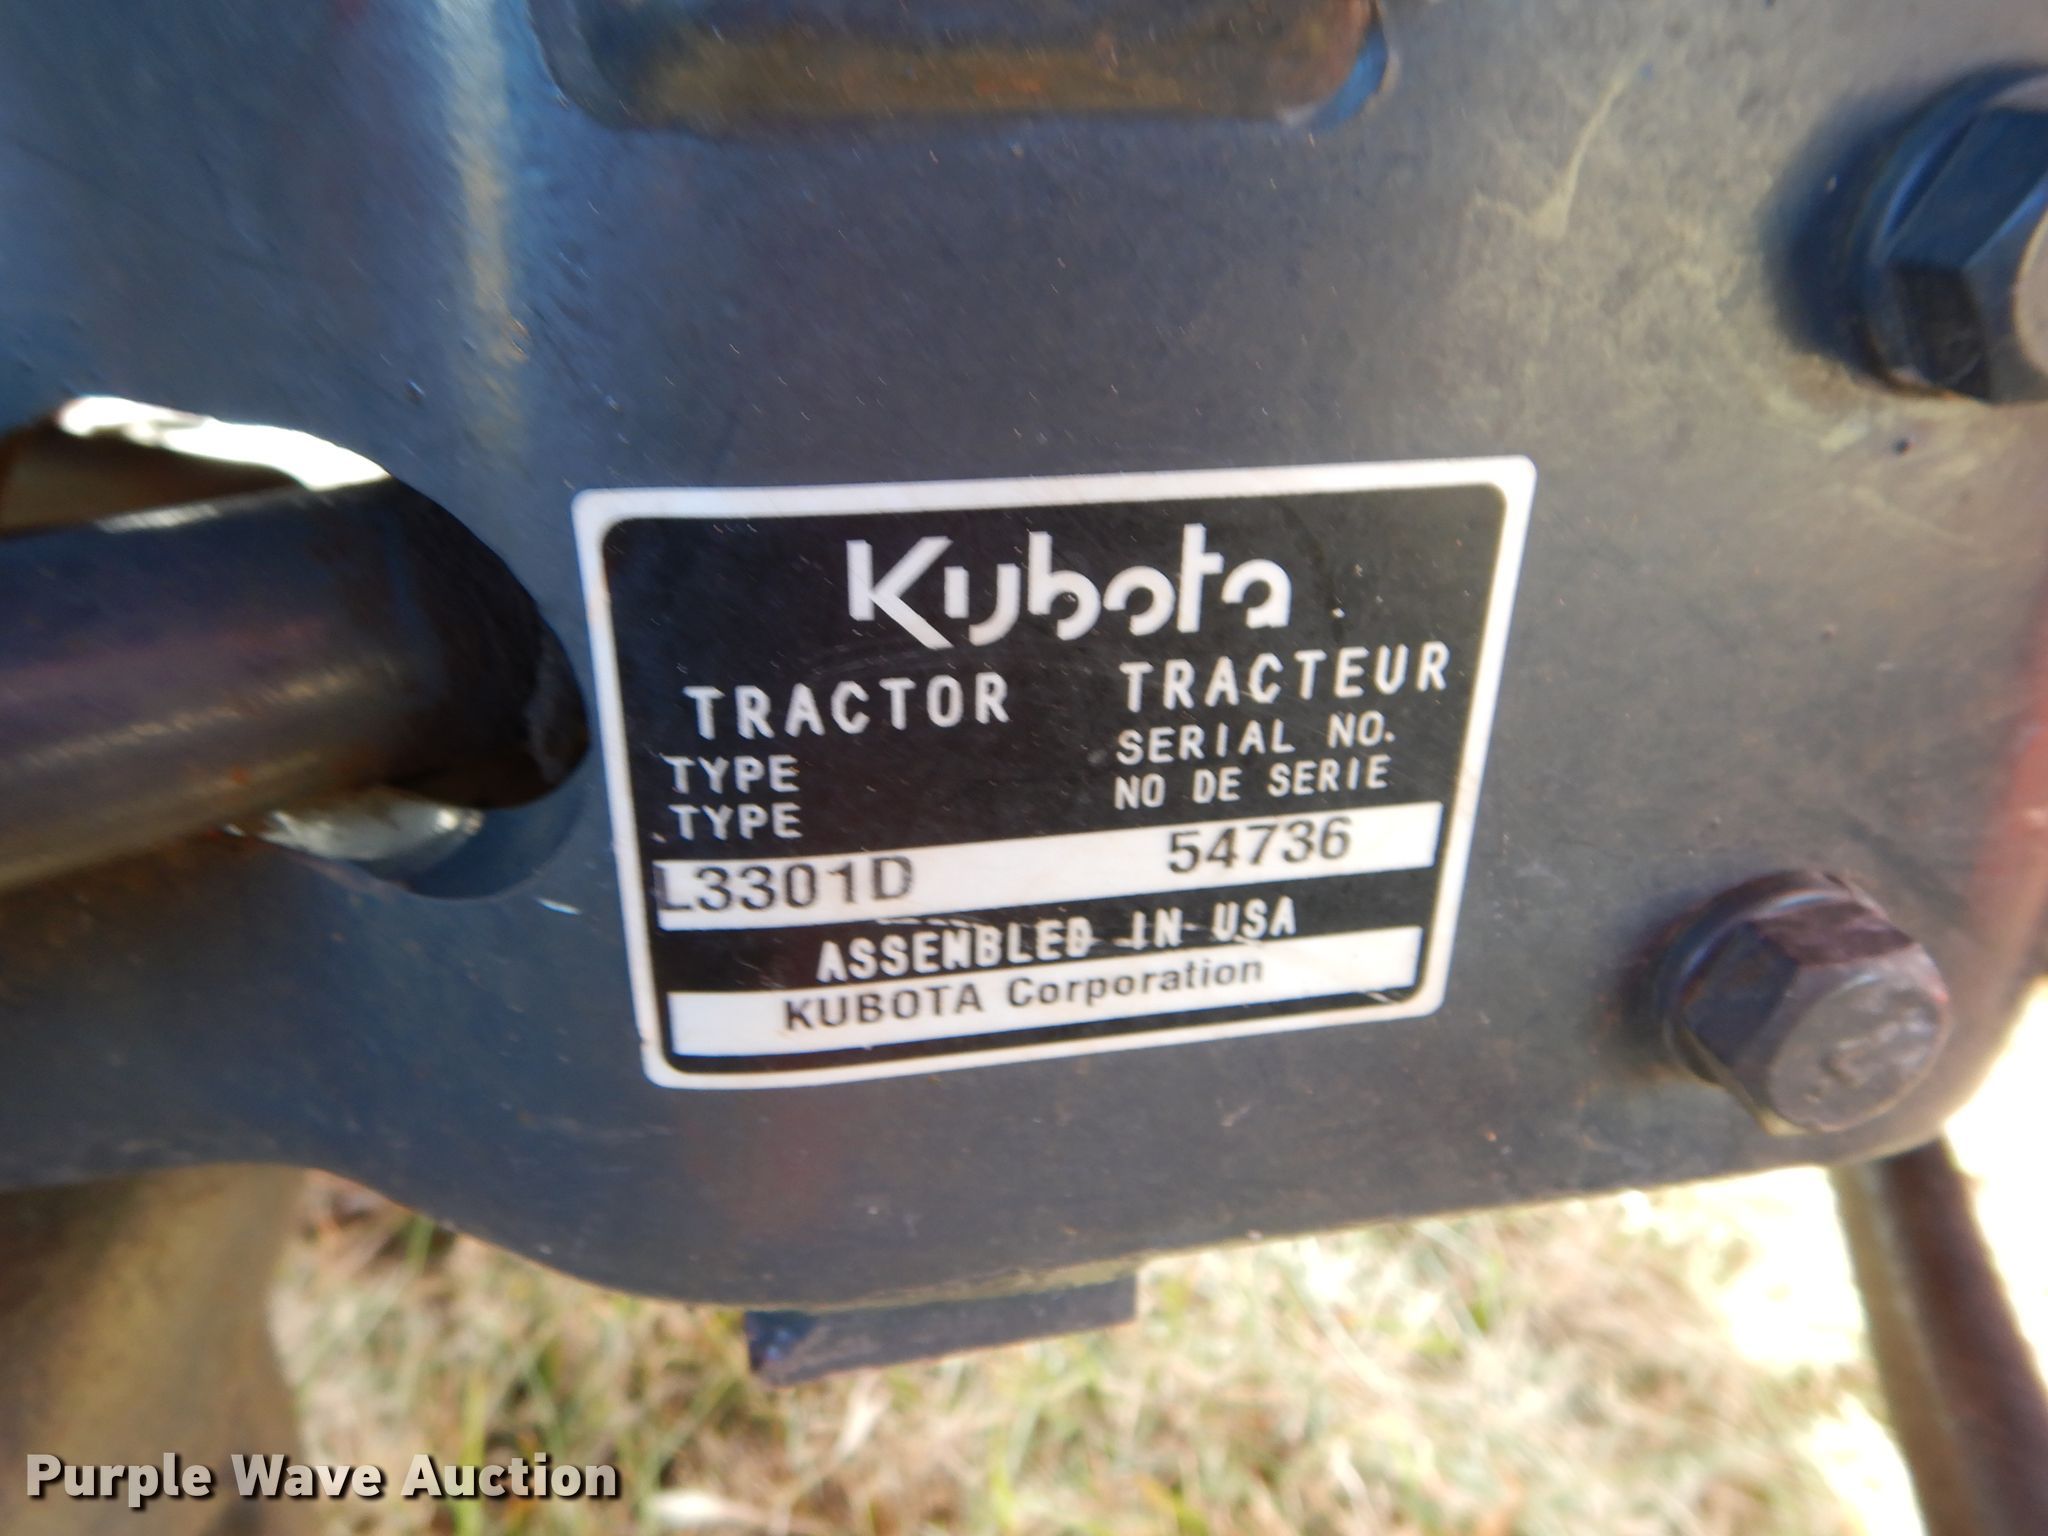 Kubota
TRACTOR TRACTEUR
TYPE SERIAL NO.
TYPE NO DE SERIE
L3301D 54736
ASSEMBLED IN USA
KUBOTA Corporation
Purple Wave Auction